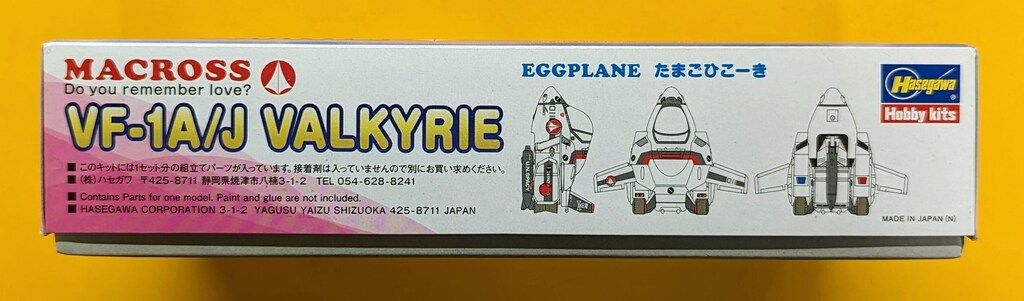 MACROSS
Do you remember love?
VF-1A/J VALKYRIE
■ このキットには1セット分の組立てパーツが入っています。接着剤は入っていませんので別にお買い求めください。
■ (株)ハセガワ 〒425-8711 静岡県焼津市八楠3-1-2 TEL 054-628-8241
■ Contains Parts for one model. Paint and glue are not included.
■ HASEGAWA CORPORATION 3-1-2 YAGUSU YAIZU SHIZUOKA 425-8711 JAPAN
EGGPLANE たまごひこーき
Hasegawa®
Hobby kits
MADE IN JAPAN (N)